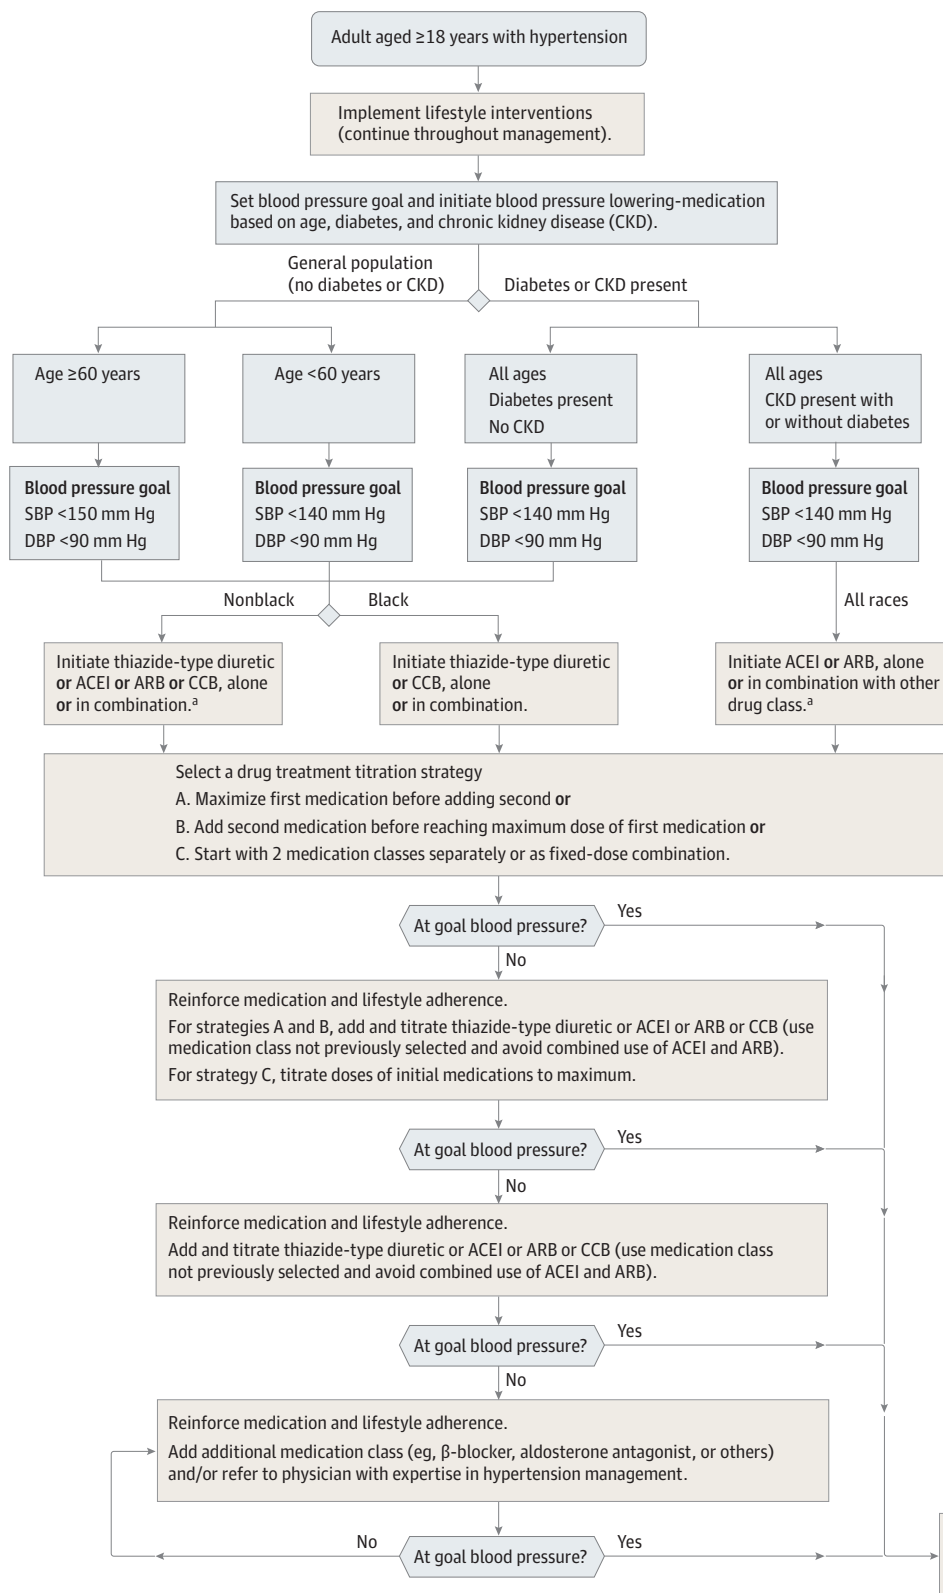 Adult aged ≥18 years with hypertension
Implement lifestyle interventions
(continue throughout management).
Set blood pressure goal and initiate blood pressure lowering-medication
based on age, diabetes, and chronic kidney disease (CKD).
General population
(no diabetes or CKD)
Diabetes or CKD present
Age ≥60 years
Age <60 years
All ages
Diabetes present
No CKD
All ages
CKD present with
or without diabetes
Blood pressure goal
SBP <150 mm Hg
DBP <90 mm Hg
Blood pressure goal
SBP <140 mm Hg
DBP <90 mm Hg
Blood pressure goal
SBP <140 mm Hg
DBP <90 mm Hg
Blood pressure goal
SBP <140 mm Hg
DBP <90 mm Hg
Nonblack
Black
All races
Initiate thiazide-type diuretic
or ACEI or ARB or CCB, alone
or in combination.a
Initiate thiazide-type diuretic
or CCB, alone
or in combination.
Initiate ACEI or ARB, alone
or in combination with other
drug class.a
Select a drug treatment titration strategy
A. Maximize first medication before adding second or
B. Add second medication before reaching maximum dose of first medication or
C. Start with 2 medication classes separately or as fixed-dose combination.
At goal blood pressure?
Yes
No
Reinforce medication and lifestyle adherence.
For strategies A and B, add and titrate thiazide-type diuretic or ACEI or ARB or CCB (use
medication class not previously selected and avoid combined use of ACEI and ARB).
For strategy C, titrate doses of initial medications to maximum.
At goal blood pressure?
Yes
No
Reinforce medication and lifestyle adherence.
Add and titrate thiazide-type diuretic or ACEI or ARB or CCB (use medication class
not previously selected and avoid combined use of ACEI and ARB).
At goal blood pressure?
Yes
No
Reinforce medication and lifestyle adherence.
Add additional medication class (eg, β-blocker, aldosterone antagonist, or others)
and/or refer to physician with expertise in hypertension management.
No
At goal blood pressure?
Yes